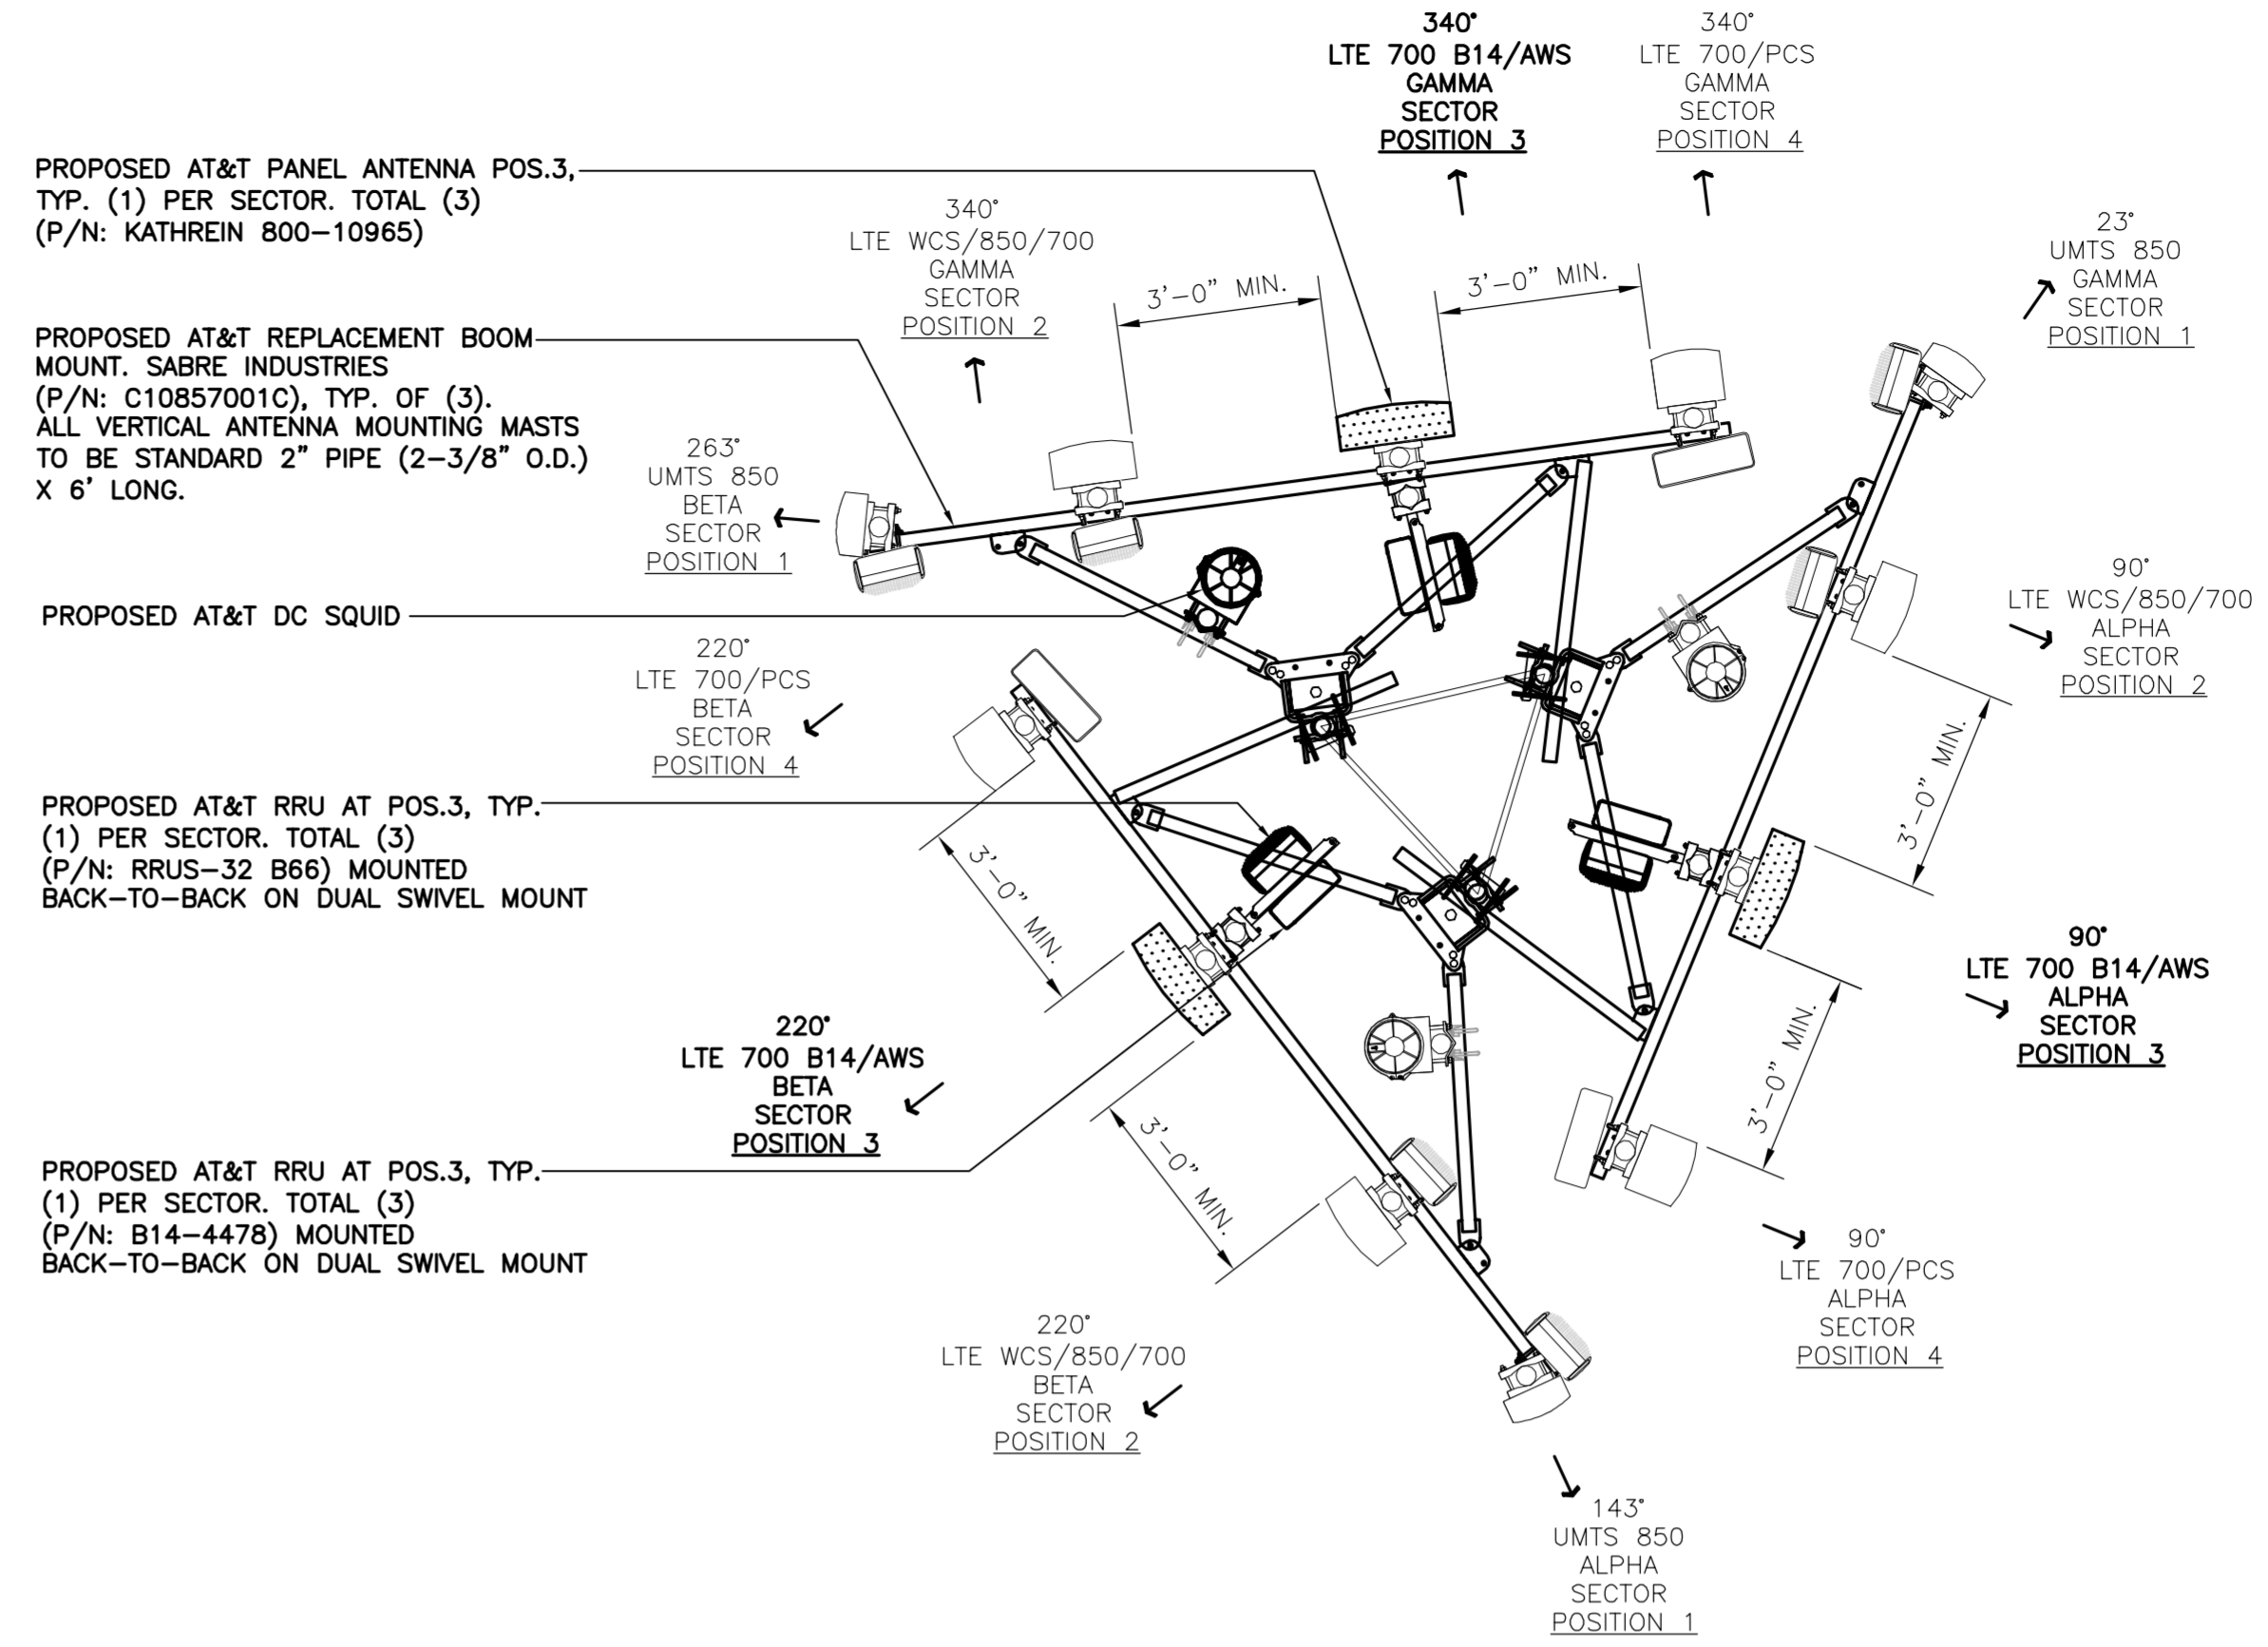 340°
LTE 700 B14/AWS
GAMMA
SECTOR
POSITION 3
340°
LTE 700/PCS
GAMMA
SECTOR
POSITION 4
PROPOSED AT&T PANEL ANTENNA POS.3,
TYP. (1) PER SECTOR. TOTAL (3)
(P/N: KATHREIN 800-10965)
340°
LTE WCS/850/700
GAMMA
SECTOR
POSITION 2
3'-0" MIN.
3'-0" MIN.
23°
UMTS 850
GAMMA
SECTOR
POSITION 1
PROPOSED AT&T REPLACEMENT BOOM
MOUNT. SABRE INDUSTRIES
(P/N: C10857001C), TYP. OF (3).
ALL VERTICAL ANTENNA MOUNTING MASTS
TO BE STANDARD 2" PIPE (2-3/8" O.D.)
X 6' LONG.
263°
UMTS 850
BETA
SECTOR
POSITION 1
90°
LTE WCS/850/700
ALPHA
SECTOR
POSITION 2
PROPOSED AT&T DC SQUID
220°
LTE 700/PCS
BETA
SECTOR
POSITION 4
3'-0" MIN.
PROPOSED AT&T RRU AT POS.3, TYP.
(1) PER SECTOR. TOTAL (3)
(P/N: RRUS-32 B66) MOUNTED
BACK-TO-BACK ON DUAL SWIVEL MOUNT
3'-0" MIN.
90°
LTE 700 B14/AWS
ALPHA
SECTOR
POSITION 3
220°
LTE 700 B14/AWS
BETA
SECTOR
POSITION 3
3'-0" MIN.
3'-0" MIN.
PROPOSED AT&T RRU AT POS.3, TYP.
(1) PER SECTOR. TOTAL (3)
(P/N: B14-4478) MOUNTED
BACK-TO-BACK ON DUAL SWIVEL MOUNT
90°
LTE 700/PCS
ALPHA
SECTOR
POSITION 4
220°
LTE WCS/850/700
BETA
SECTOR
POSITION 2
143°
UMTS 850
ALPHA
SECTOR
POSITION 1